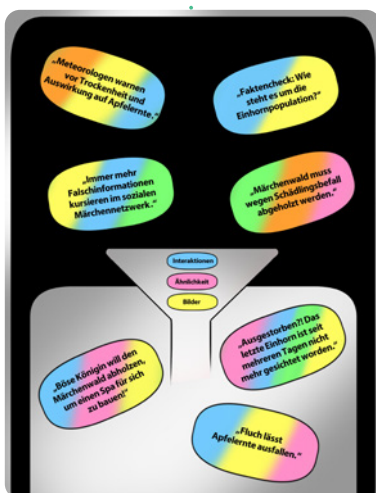 „Meteorologen warnen
vor Trockenheit und
Auswirkung auf Apfelernte.“
„Faktencheck: Wie
steht es um die
Einhornpopulation?“
„Immer mehr
Falschinformationen
kursieren im sozialen
Märchennetzwerk.“
„Märchenwald muss
wegen Schädlingsbefall
abgeholzt werden.“
Interaktionen
Ähnlichkeit
Bilder
„Ausgestorben?! Das
letzte Einhorn ist seit
mehreren Tagen nicht
mehr gesichtet worden.“
„Böse Königin will den
Märchenwald abholzen,
um einen Spa für sich
zu bauen!“
„Fluch lässt
Apfelernte ausfallen.“